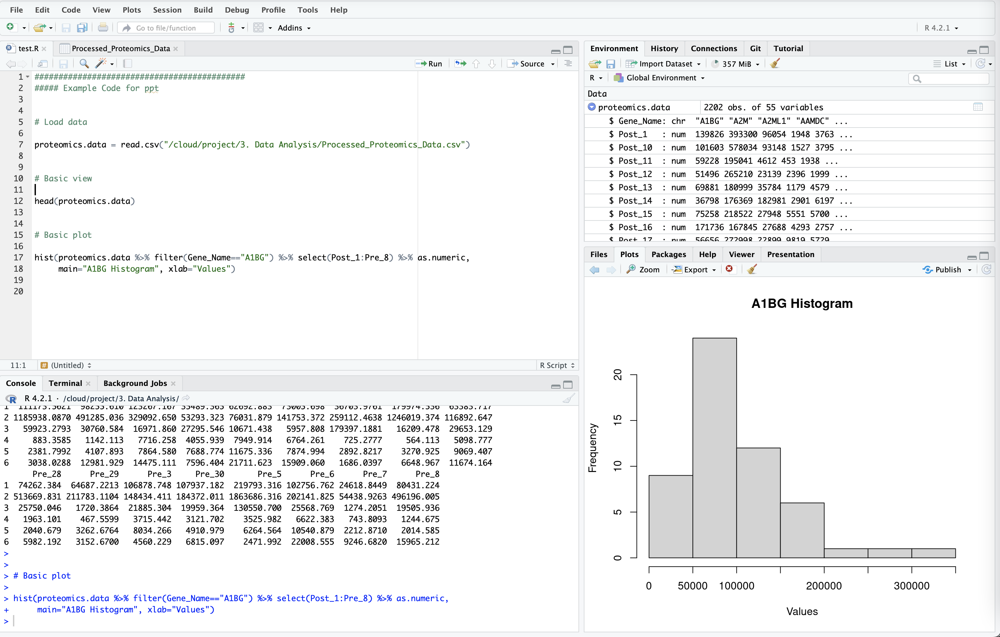 File Edit Code View Plots Session Build Debug Profile Tools Help
Go to file/function Addins R 4.2.1
test.R Processed_Proteomics_Data
Run Source
1 ############################################
2 ##### Example Code for ppt
3
4
5 # Load data
6
7 proteomics.data = read.csv("/cloud/project/3. Data Analysis/Processed_Proteomics_Data.csv")
8
9
10 # Basic view
11
12 head(proteomics.data)
13
14
15 # Basic plot
16
17 hist(proteomics.data %>% filter(Gene_Name=="A1BG") %>% select(Post_1:Pre_8) %>% as.numeric,
18 main="A1BG Histogram", xlab="Values")
19
20
11:1 # (Untitled) R Script
Console Terminal Background Jobs
R 4.2.1 · /cloud/project/3. Data Analysis/
1 111173.5621 98255.610 125267.167 35489.365 62692.883 73005.698 36705.9761 179974.536 63383.717
2 1185938.0870 491285.036 329092.650 53293.323 76031.879 141753.372 259112.4638 1246019.374 116892.647
3 59923.2793 30760.584 16971.860 27295.546 10671.438 5957.808 179397.1881 16209.478 29653.129
4 883.3585 1142.113 7716.258 4055.939 7949.914 6764.261 725.2777 564.113 5098.777
5 2381.7992 4107.893 7864.580 7688.774 11675.336 7874.994 2892.8217 3270.925 9069.407
6 3038.0288 12981.929 14475.111 7596.404 21711.623 15909.060 1686.0397 6648.967 11674.164
Pre_28 Pre_29 Pre_3 Pre_30 Pre_5 Pre_6 Pre_7 Pre_8
1 74262.384 64687.2213 106878.748 107937.182 219793.316 102756.762 24618.8449 80431.224
2 513669.831 211783.1104 148434.411 184372.011 1863686.316 202141.825 54438.9263 496196.005
3 25750.046 1720.3864 21885.304 19959.364 130550.700 25568.769 1274.2051 19505.936
4 1963.101 467.5599 3715.442 3121.702 3525.982 6622.383 743.8093 1244.675
5 2040.679 3262.6764 8034.266 4910.979 6264.564 10540.879 2212.8710 2014.585
6 5982.192 3152.6700 4560.229 6815.097 2471.992 22008.555 9246.6820 15965.212
>
>
> # Basic plot
>
> hist(proteomics.data %>% filter(Gene_Name=="A1BG") %>% select(Post_1:Pre_8) %>% as.numeric,
+ main="A1BG Histogram", xlab="Values")
>
Environment History Connections Git Tutorial
Import Dataset 357 MiB List
R Global Environment
Data
proteomics.data 2202 obs. of 55 variables
$ Gene_Name: chr "A1BG" "A2M" "A2ML1" "AAMDC" ...
$ Post_1 : num 139826 393300 96054 1948 3763 ...
$ Post_10 : num 101603 578034 93148 1527 3795 ...
$ Post_11 : num 59228 195041 4612 453 1938 ...
$ Post_12 : num 51496 265210 23139 2396 1999 ...
$ Post_13 : num 69881 180999 35784 1179 4579 ...
$ Post_14 : num 36798 176369 182981 2901 6197 ...
$ Post_15 : num 75258 218522 27948 5551 5700 ...
$ Post_16 : num 171736 167845 27688 4293 2757 ...
$ Post_17 : num 56656 272998 22899 9819 5729
Files Plots Packages Help Viewer Presentation
Zoom Export Publish
A1BG Histogram
Frequency
20
15
10
5
0
0 50000 100000 200000 300000
Values